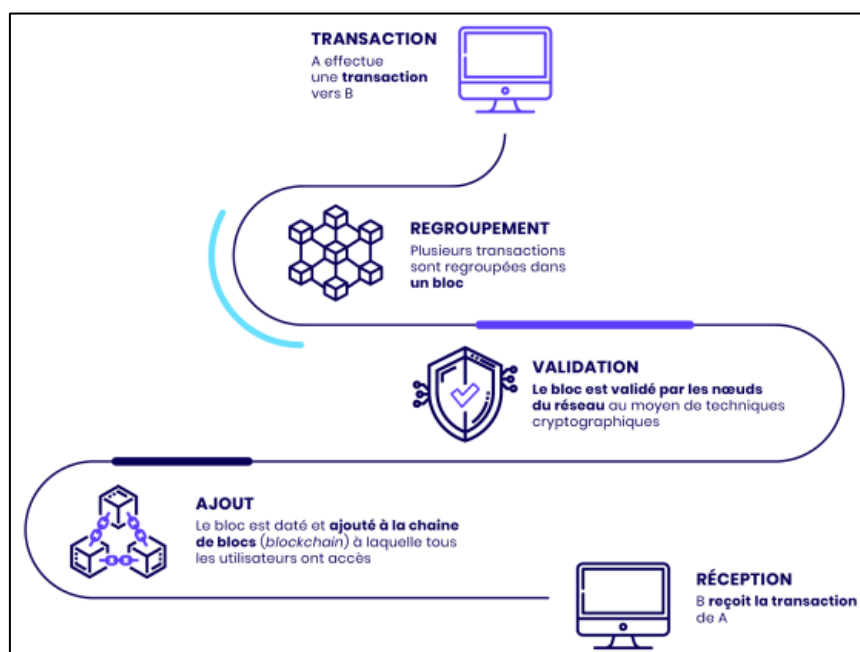 TRANSACTION
A effectue
une transaction
vers B
REGROUPEMENT
Plusieurs transactions
sont regroupées dans
un bloc
VALIDATION
Le bloc est validé par les nœuds
du réseau au moyen de techniques
cryptographiques
AJOUT
Le bloc est daté et ajouté à la chaine
de blocs (blockchain) à laquelle tous
les utilisateurs ont accès
RÉCEPTION
B reçoit la transaction
de A